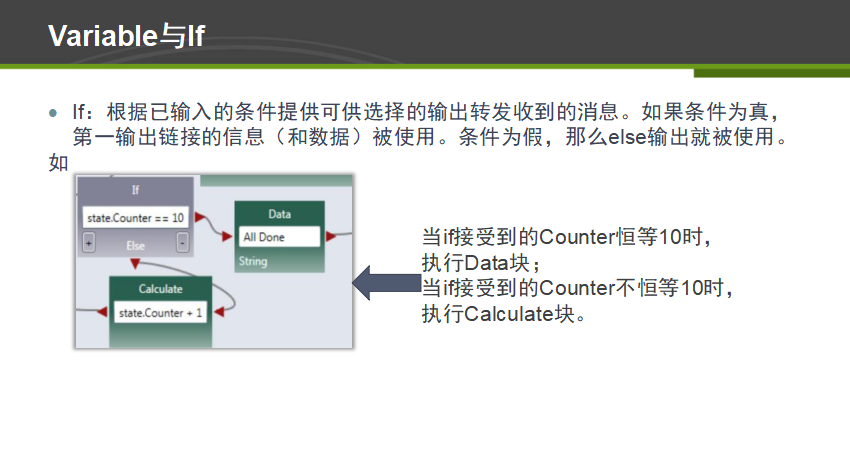 Variable与If
If：根据已输入的条件提供可供选择的输出转发收到的消息。如果条件为真，
第一输出链接的信息（和数据）被使用。条件为假，那么else输出就被使用。
如
If
state.Counter == 10
+ Else -
Data
All Done
String
Calculate
state.Counter + 1
当if接受到的Counter恒等10时，
执行Data块；
当if接受到的Counter不恒等10时，
执行Calculate块。